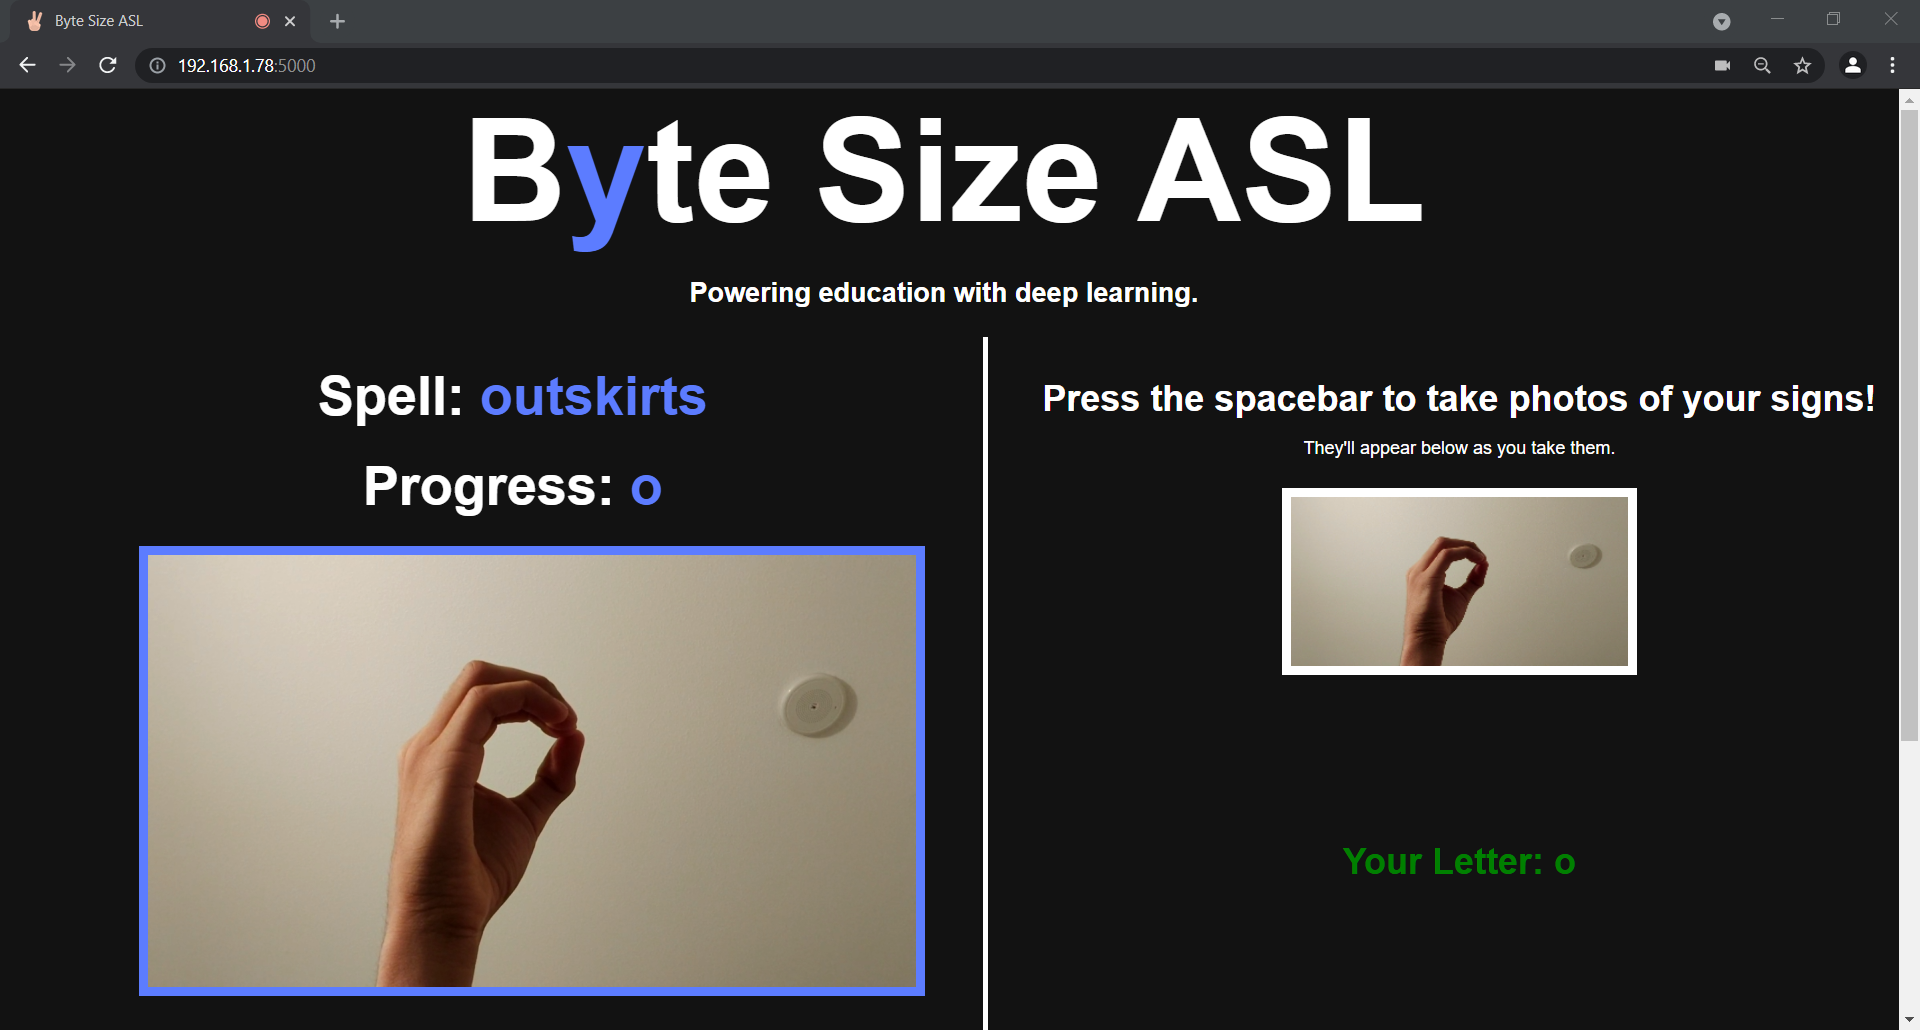 Byte Size ASL
192.168.1.78:5000
Byte Size ASL
Powering education with deep learning.
Spell: outskirts
Progress: o
Press the spacebar to take photos of your signs!
They'll appear below as you take them.
Your Letter: o